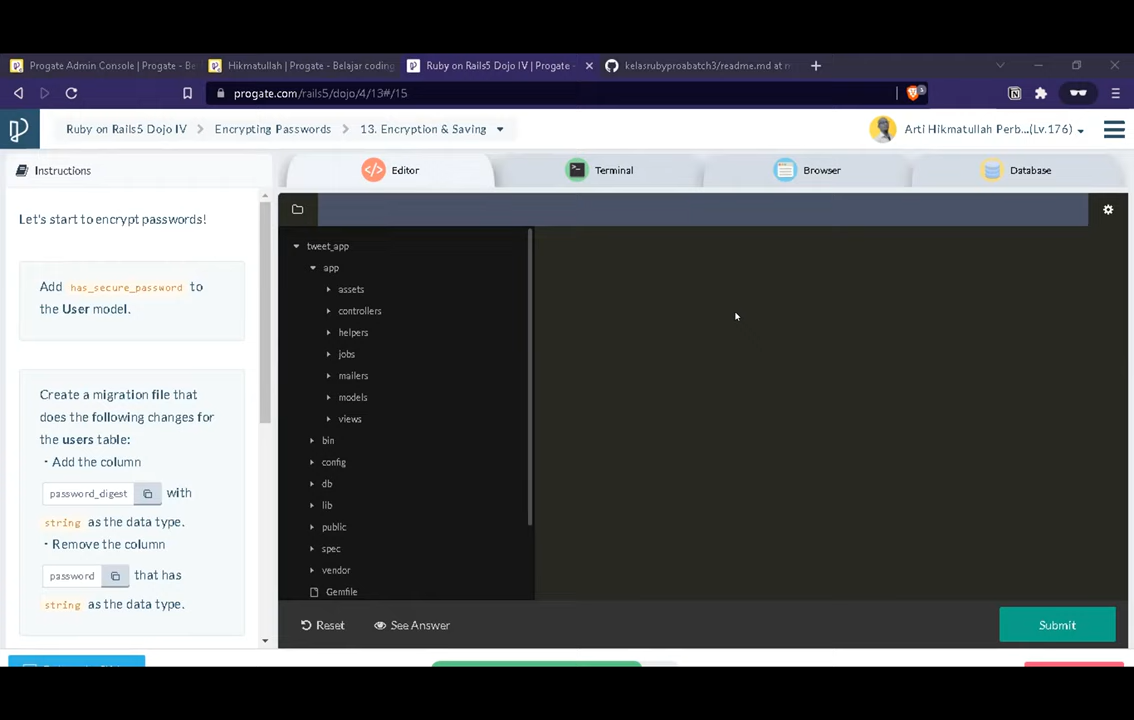 Progate Admin Console | Progate - Be
Hikmatullah | Progate - Belajar coding
Ruby on Rails5 Dojo IV | Progate -
kelasrubyproabatch3/readme.md at m
progate.com/rails5/dojo/4/13#/15
Ruby on Rails5 Dojo IV
Encrypting Passwords
13. Encryption & Saving
Arti Hikmatullah Perb...(Lv.176)
Instructions
Editor
Terminal
Browser
Database
Let's start to encrypt passwords!
Add has_secure_password to
the User model.
Create a migration file that
does the following changes for
the users table:
・Add the column
password_digest with
string as the data type.
・Remove the column
password that has
string as the data type.
tweet_app
app
assets
controllers
helpers
jobs
mailers
models
views
bin
config
db
lib
public
spec
vendor
Gemfile
Reset
See Answer
Submit